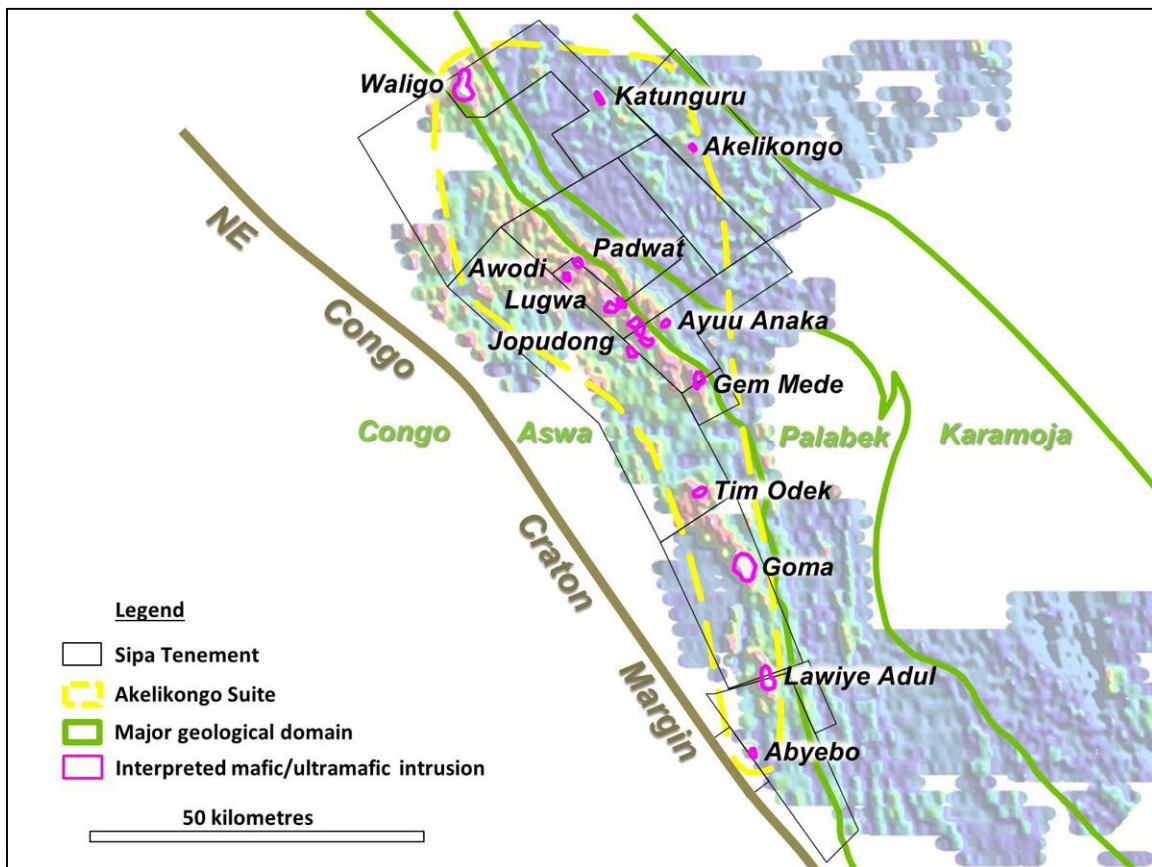 Waligo
Katunguru
Akelikongo
NE
Padwat
Awodi
Lugwa
Ayuu Anaka
Congo
Jopudong
Gem Mede
Congo
Aswa
Palabek
Karamoja
Tim Odek
Craton
Goma
Legend
Sipa Tenement
Lawiye Adul
Akelikongo Suite
Margin
Major geological domain
Abyebo
Interpreted mafic/ultramafic intrusion
50 kilometres